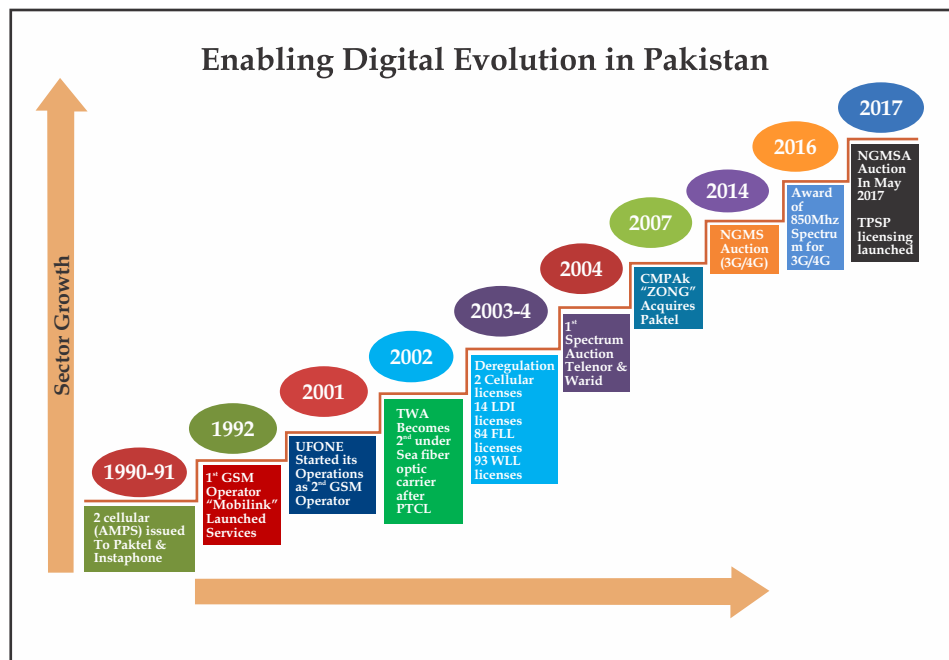 Enabling Digital Evolution in Pakistan
Sector Growth
1990-91
2 cellular
(AMPS) issued
To Paktel &
Instaphone
1992
1st GSM
Operator
“Mobilink”
Launched
Services
2001
UFONE
Started its
Operations
as 2nd GSM
Operator
2002
TWA
Becomes
2nd under
Sea fiber
optic
carrier
after
PTCL
2003-4
Deregulation
2 Cellular
licenses
14 LDI
licenses
84 FLL
licenses
93 WLL
licenses
2004
1st
Spectrum
Auction
Telenor &
Warid
2007
CMPAk
“ZONG”
Acquires
Paktel
2014
NGMS
Auction
(3G/4G)
2016
Award
of
850Mhz
Spectru
m for
3G/4G
2017
NGMSA
Auction
In May
2017
TPSP
licensing
launched